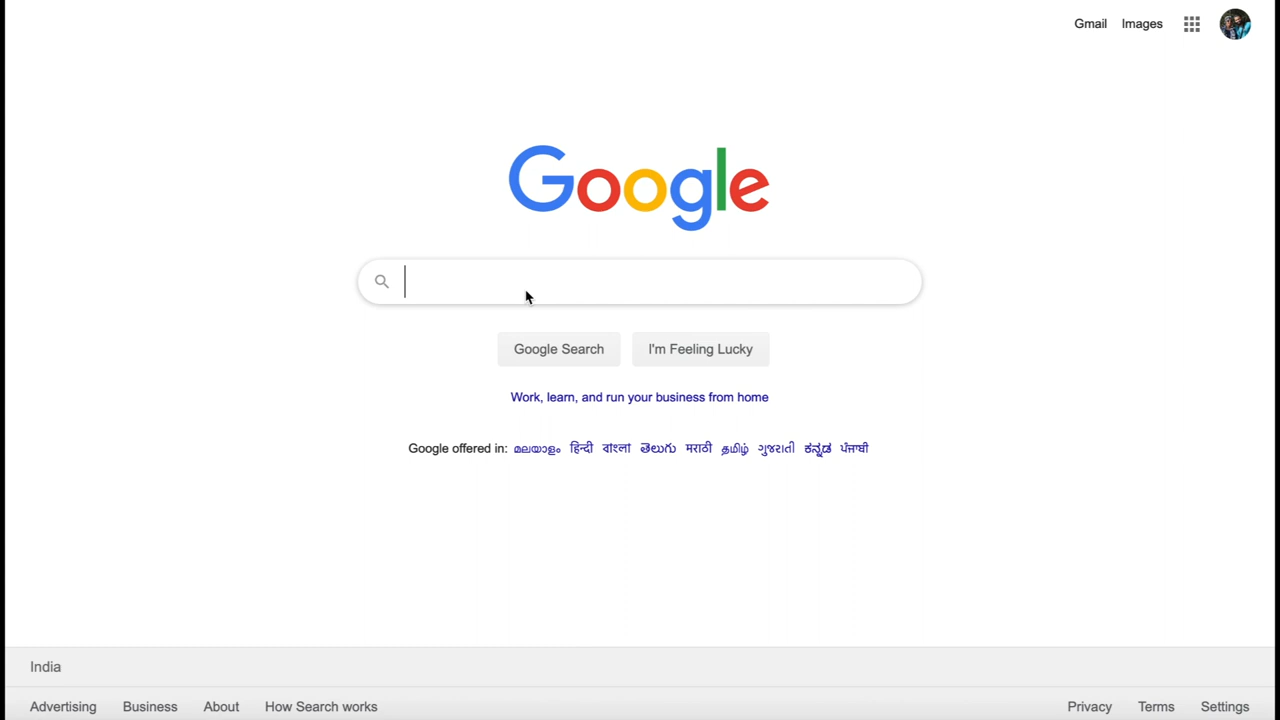 Gmail Images
Google
Google Search I'm Feeling Lucky
Work, learn, and run your business from home
Google offered in: മലയാളം हिन्दी বাংলা తెలుగు मराठी தமிழ் ગુજરાતી ಕನ್ನಡ ਪੰਜਾਬੀ
India
Advertising Business About How Search works Privacy Terms Settings